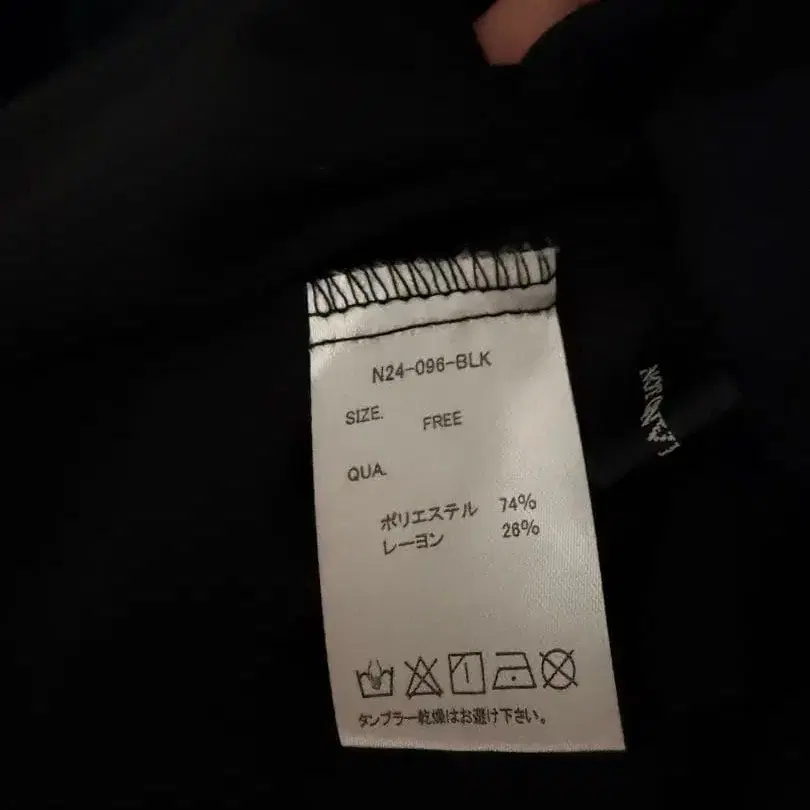 N24-096-BLK
SIZE. FREE
QUA.
ポリエステル 74%
レーヨン 26%
タンブラー乾燥はお避け下さい。